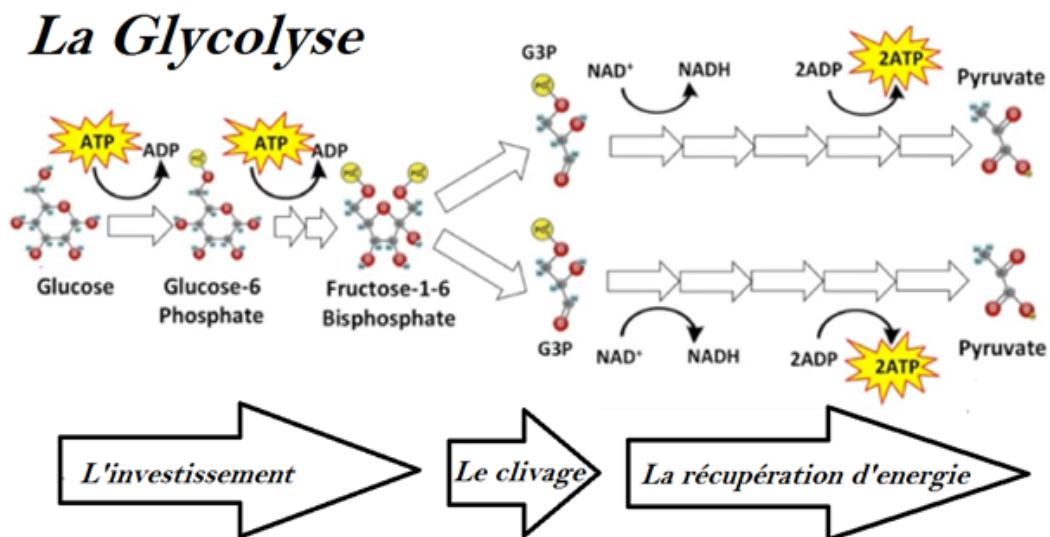 La Glycolyse
ATP
ADP
ATP
ADP
Glucose
Glucose-6
Phosphate
Fructose-1-6
Bisphosphate
G3P
NAD⁺
NADH
2ADP
2ATP
Pyruvate
G3P
NAD⁺
NADH
2ADP
2ATP
Pyruvate
L'investissement
Le clivage
La récupération d'energie